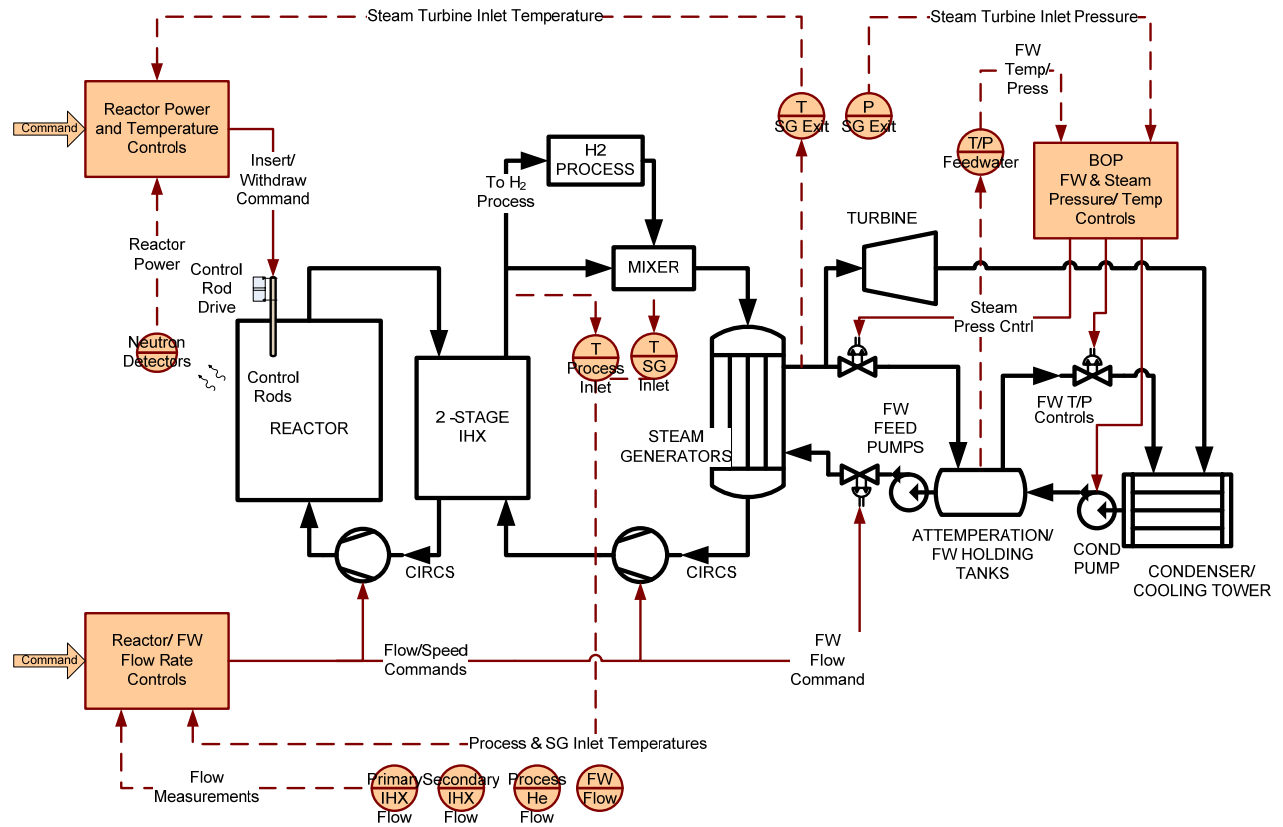 Steam Turbine Inlet Temperature
Steam Turbine Inlet Pressure
FW
Temp/
Press
Command
Reactor Power
and Temperature
Controls
T
SG Exit
P
SG Exit
T/P
Feedwater
BOP
FW & Steam
Pressure/ Temp
Controls
Insert/
Withdraw
Command
H2
PROCESS
To H2
Process
TURBINE
Reactor
Power
Control
Rod
Drive
MIXER
Steam
Press Cntrl
Neutron
Detectors
Control
Rods
REACTOR
2 -STAGE
IHX
T
Process
Inlet
T
SG
Inlet
STEAM
GENERATORS
FW
FEED
PUMPS
FW T/P
Controls
ATTEMPERATION/
FW HOLDING
TANKS
COND
PUMP
CONDENSER/
COOLING TOWER
CIRCS
CIRCS
Command
Reactor/ FW
Flow Rate
Controls
Flow/Speed
Commands
FW
Flow
Command
Process & SG Inlet Temperatures
Flow
Measurements
Primary
IHX
Flow
Secondary
IHX
Flow
Process
He
Flow
FW
Flow